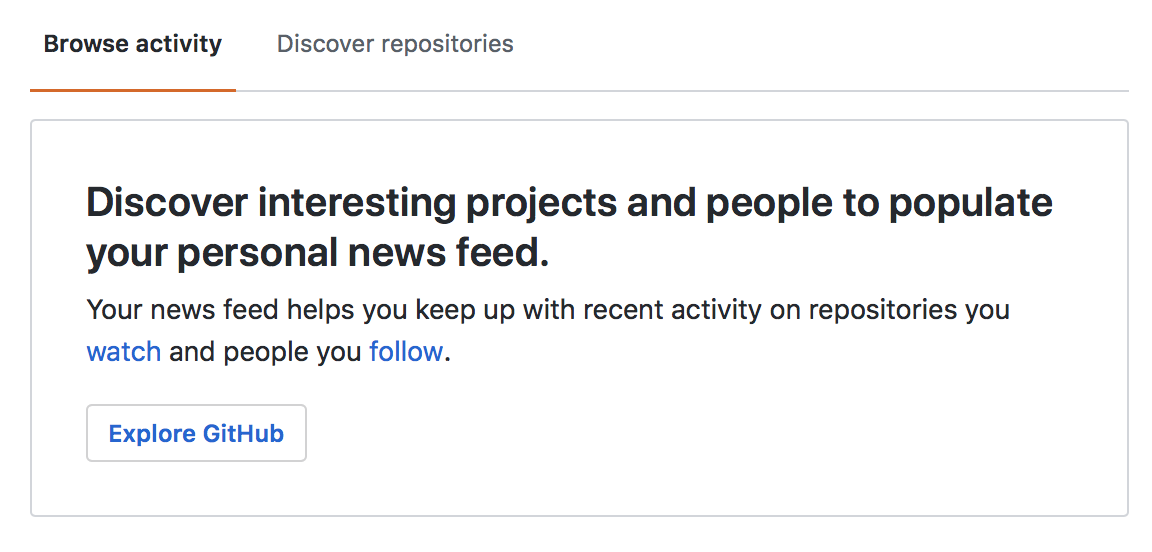 Browse activity
Discover repositories
Discover interesting projects and people to populate
your personal news feed.
Your news feed helps you keep up with recent activity on repositories you
watch and people you follow.
Explore GitHub